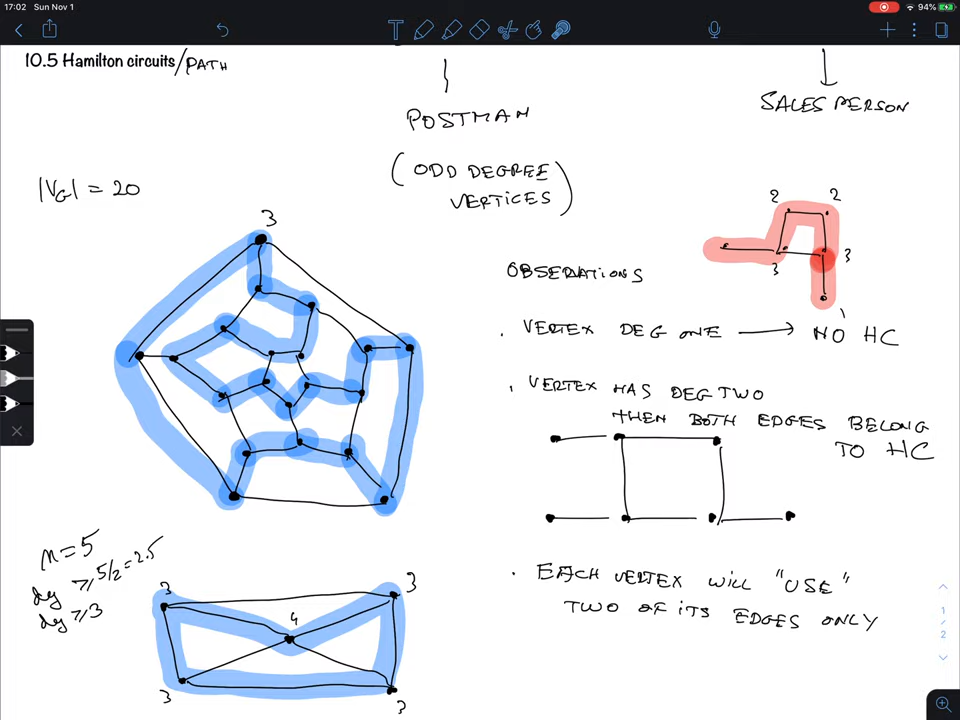 17:02 Sun Nov 1
94%
10.5 Hamilton circuits/PATH
POSTMAN
SALES PERSON
(ODD DEGREE
VERTICES)
|VG| = 20
3
2 2
3 3
OBSERVATIONS
. VERTEX DEG ONE → NO HC
. VERTEX HAS DEG TWO
THEN BOTH EDGES BELONG
TO HC
n=5
deg ≥ 5/2 = 2.5
deg ≥ 3
3
3
4
3
3
. EACH VERTEX WILL "USE"
TWO OF ITS EDGES ONLY
1
/
2